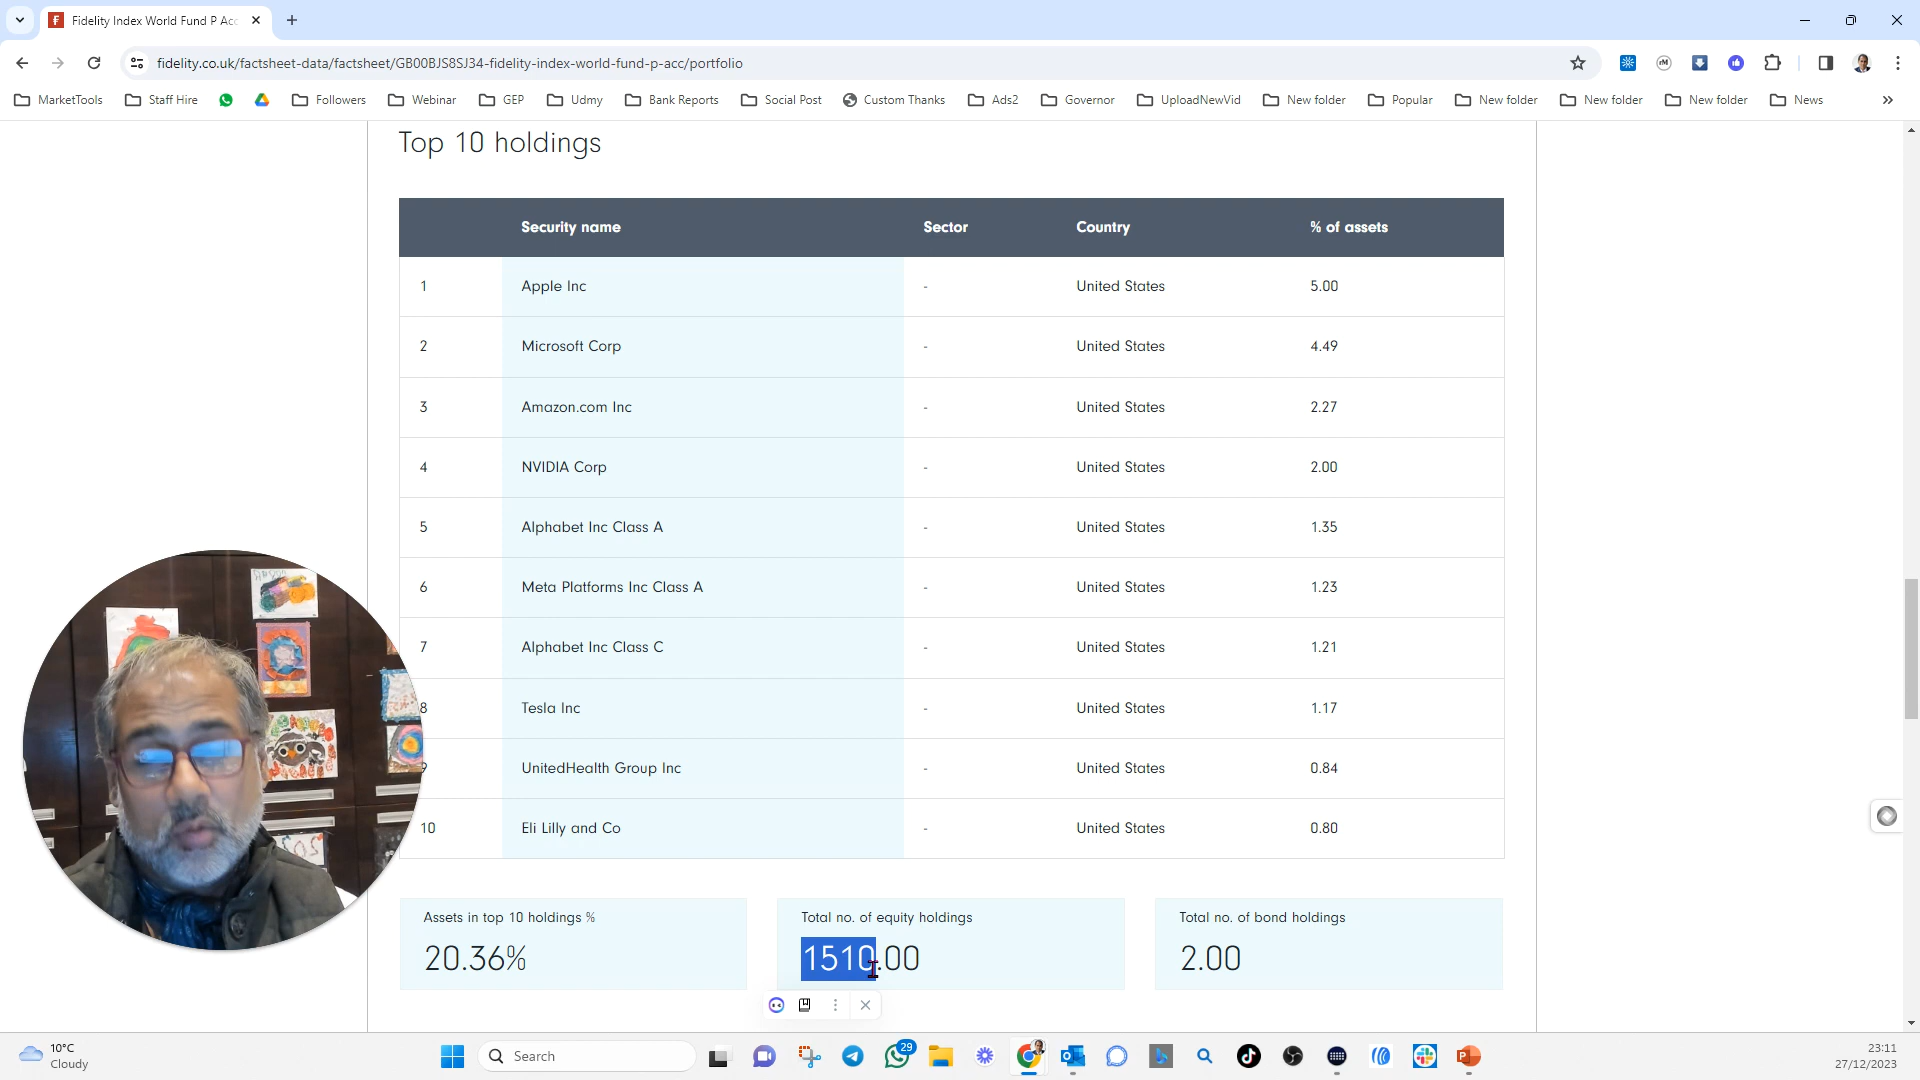 Fidelity Index World Fund P Acc
fidelity.co.uk/factsheet-data/factsheet/GB00BJS8SJ34-fidelity-index-world-fund-p-acc/portfolio
MarketTools Staff Hire Followers Webinar GEP Udmy Bank Reports Social Post Custom Thanks Ads2 Governor UploadNewVid New folder Popular New folder New folder New folder News
Top 10 holdings
Security name Sector Country % of assets
1 Apple Inc - United States 5.00
2 Microsoft Corp - United States 4.49
3 Amazon.com Inc - United States 2.27
4 NVIDIA Corp - United States 2.00
5 Alphabet Inc Class A - United States 1.35
6 Meta Platforms Inc Class A - United States 1.23
7 Alphabet Inc Class C - United States 1.21
8 Tesla Inc - United States 1.17
9 UnitedHealth Group Inc - United States 0.84
10 Eli Lilly and Co - United States 0.80
Assets in top 10 holdings % Total no. of equity holdings Total no. of bond holdings
20.36% 1510.00 2.00
10°C
Cloudy
Search
29
23:11
27/12/2023